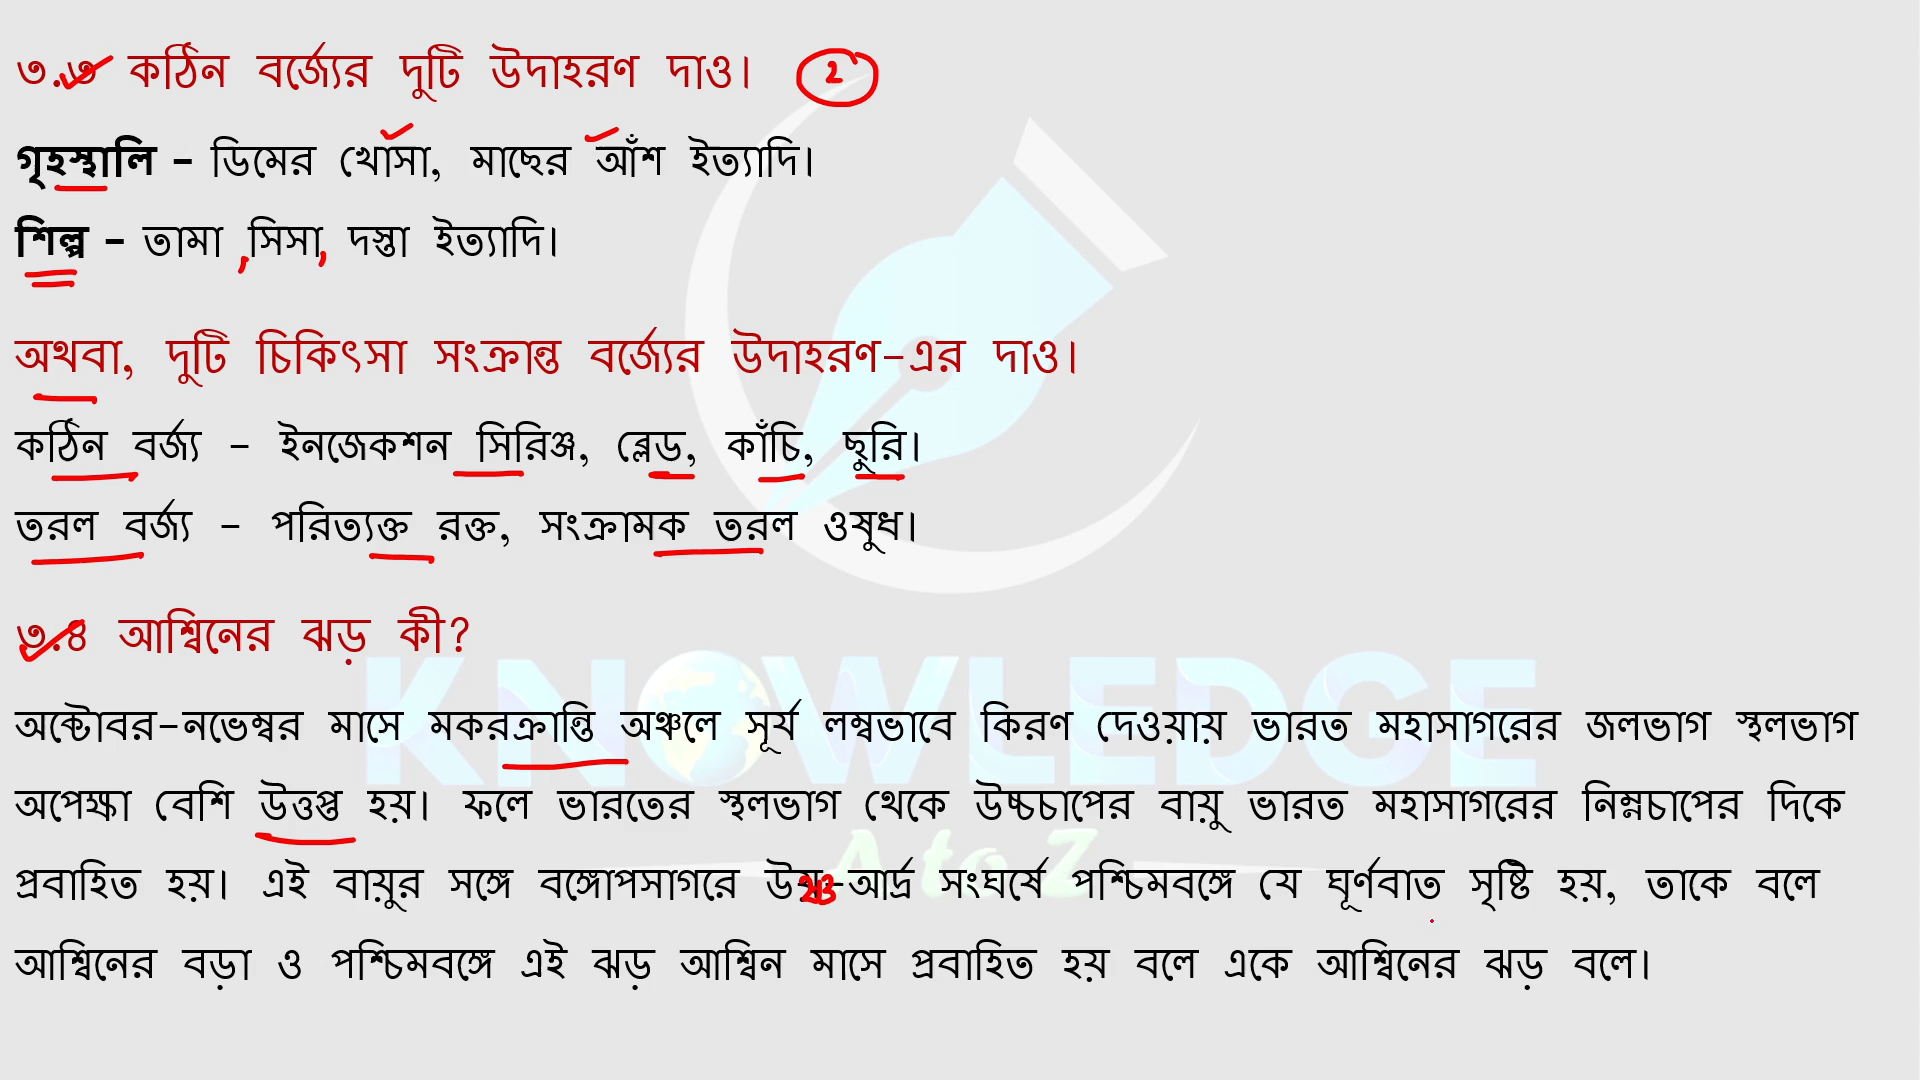 ৩.৩ কঠিন বর্জ্যের দুটি উদাহরণ দাও। 2
গৃহস্থালি – ডিমের খোসা, মাছের আঁশ ইত্যাদি।
শিল্প – তামা ,সিসা, দস্তা ইত্যাদি।
অথবা, দুটি চিকিৎসা সংক্রান্ত বর্জ্যের উদাহরণ-এর দাও।
কঠিন বর্জ্য – ইনজেকশন সিরিঞ্জ, ব্লেড, কাঁচি, ছুরি।
তরল বর্জ্য – পরিত্যক্ত রক্ত, সংক্রামক তরল ওষুধ।
৩.৪ আশ্বিনের ঝড় কী?
অক্টোবর-নভেম্বর মাসে মকরক্রান্তি অঞ্চলে সূর্য লম্বভাবে কিরণ দেওয়ায় ভারত মহাসাগরের জলভাগ স্থলভাগ
অপেক্ষা বেশি উত্তপ্ত হয়। ফলে ভারতের স্থলভাগ থেকে উচ্চচাপের বায়ু ভারত মহাসাগরের নিম্নচাপের দিকে
প্রবাহিত হয়। এই বায়ুর সঙ্গে বঙ্গোপসাগরে আর্দ্র সংঘর্ষে পশ্চিমবঙ্গে যে ঘূর্ণবাত সৃষ্টি হয়, তাকে বলে
আশ্বিনের বড়া ও পশ্চিমবঙ্গে এই ঝড় আশ্বিন মাসে প্রবাহিত হয় বলে একে আশ্বিনের ঝড় বলে।
KNOWLEDGE
A to Z